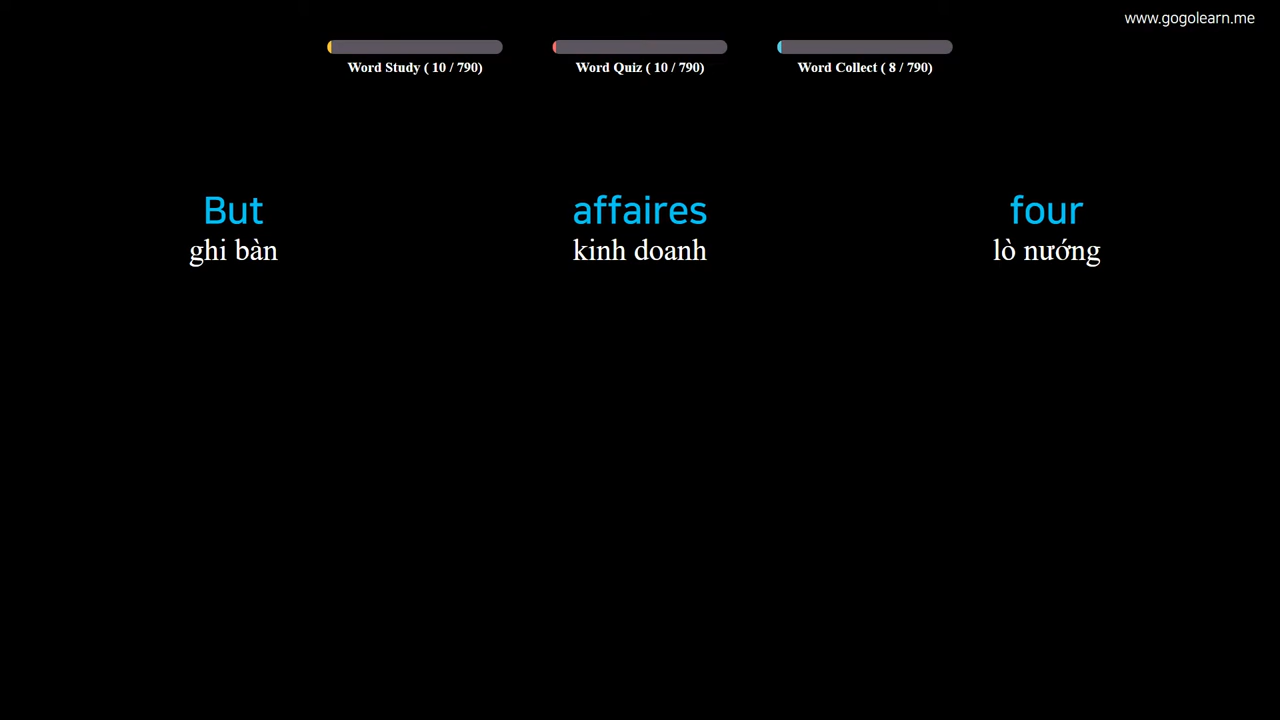 www.gogolearn.me
Word Study ( 10 / 790)
Word Quiz ( 10 / 790)
Word Collect ( 8 / 790)
But
ghi bàn
affaires
kinh doanh
four
lò nướng